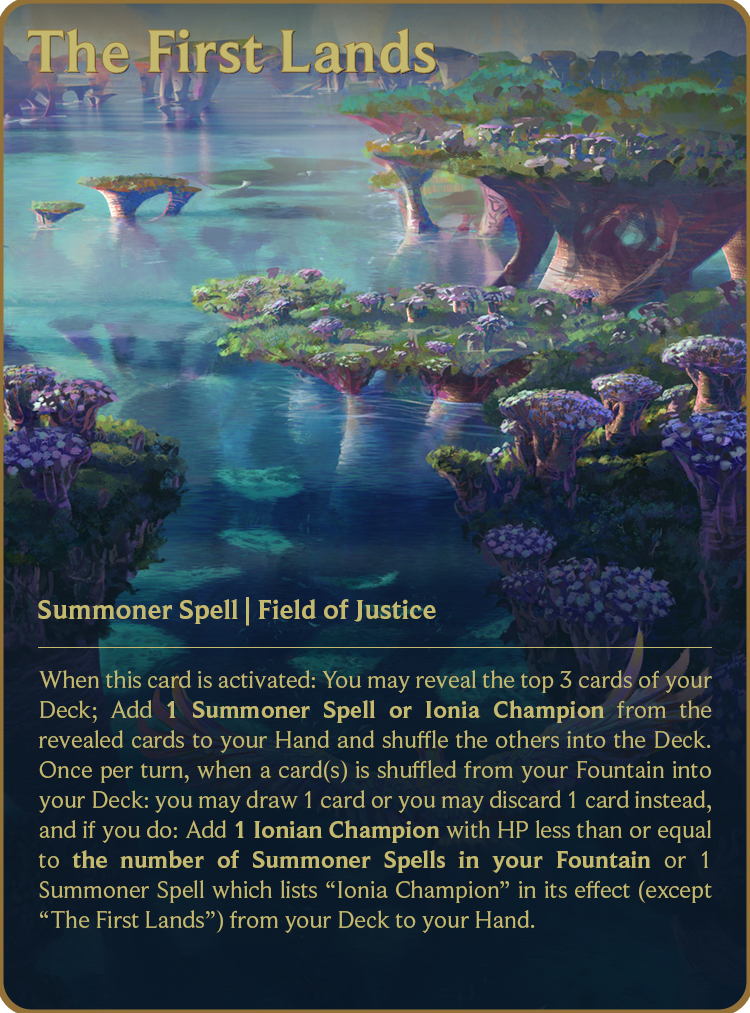 The First Lands
Summoner Spell | Field of Justice
When this card is activated: You may reveal the top 3 cards of your
Deck; Add 1 Summoner Spell or Ionia Champion from the
revealed cards to your Hand and shuffle the others into the Deck.
Once per turn, when a card(s) is shuffled from your Fountain into
your Deck: you may draw 1 card or you may discard 1 card instead,
and if you do: Add 1 Ionian Champion with HP less than or equal
to the number of Summoner Spells in your Fountain or 1
Summoner Spell which lists “Ionia Champion” in its effect (except
“The First Lands”) from your Deck to your Hand.